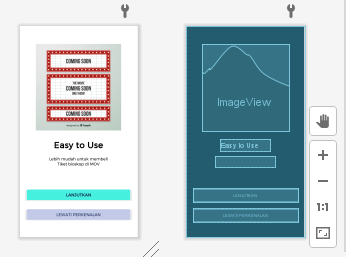 COMING SOON
COMING SOON
COMING SOON
Easy to Use
Lebih mudah untuk membeli
Tiket bioskop di MOV
LANJUTKAN
LEWATI PERKENALAN
ImageView
Easy to Use
LANJUTKAN
LEWATI PERKENALAN
1:1